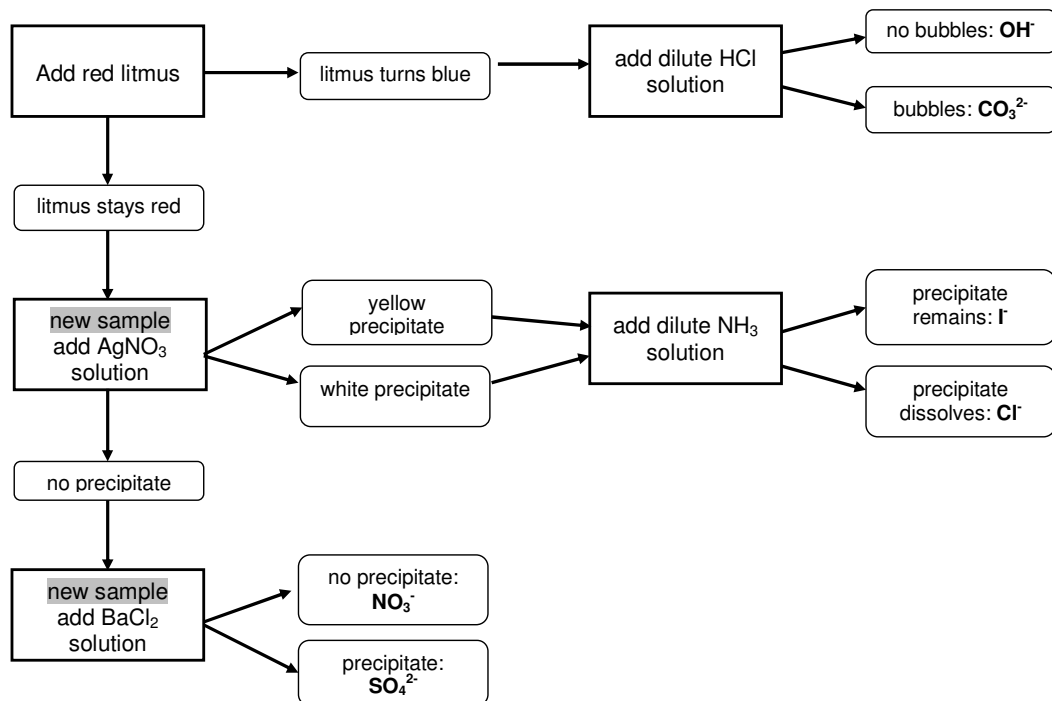 Add red litmus
litmus turns blue
add dilute HCl
solution
no bubbles: OH⁻
bubbles: CO₃²⁻
litmus stays red
new sample
add AgNO₃
solution
yellow
precipitate
white precipitate
add dilute NH₃
solution
precipitate
remains: I⁻
precipitate
dissolves: Cl⁻
no precipitate
new sample
add BaCl₂
solution
no precipitate:
NO₃⁻
precipitate:
SO₄²⁻